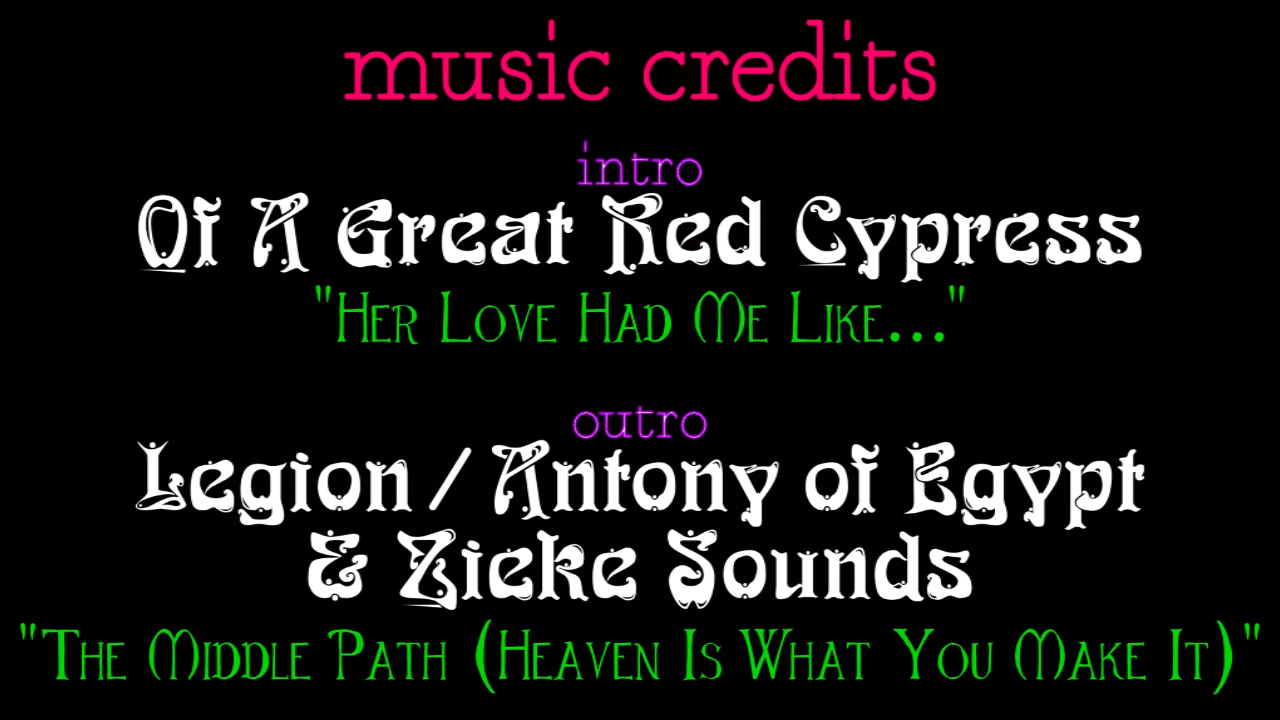 music credits
intro
Of A Great Red Cypress
"Her Love Had Me Like..."
outro
Legion / Antony of Egypt
& Zieke Sounds
"The Middle Path (Heaven Is What You Make It)"